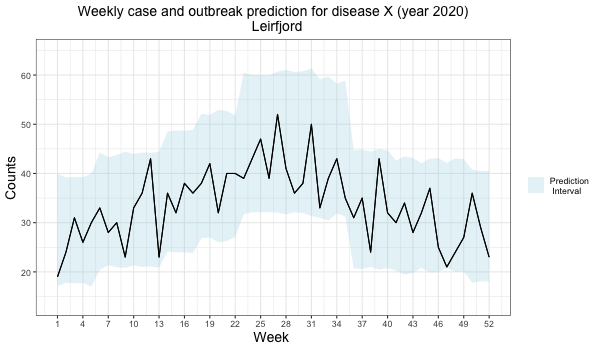 Weekly case and outbreak prediction for disease X (year 2020)
Leirfjord
Counts
60
50
40
30
20
1 4 7 10 13 16 19 22 25 28 31 34 37 40 43 46 49 52
Week
Prediction
Interval